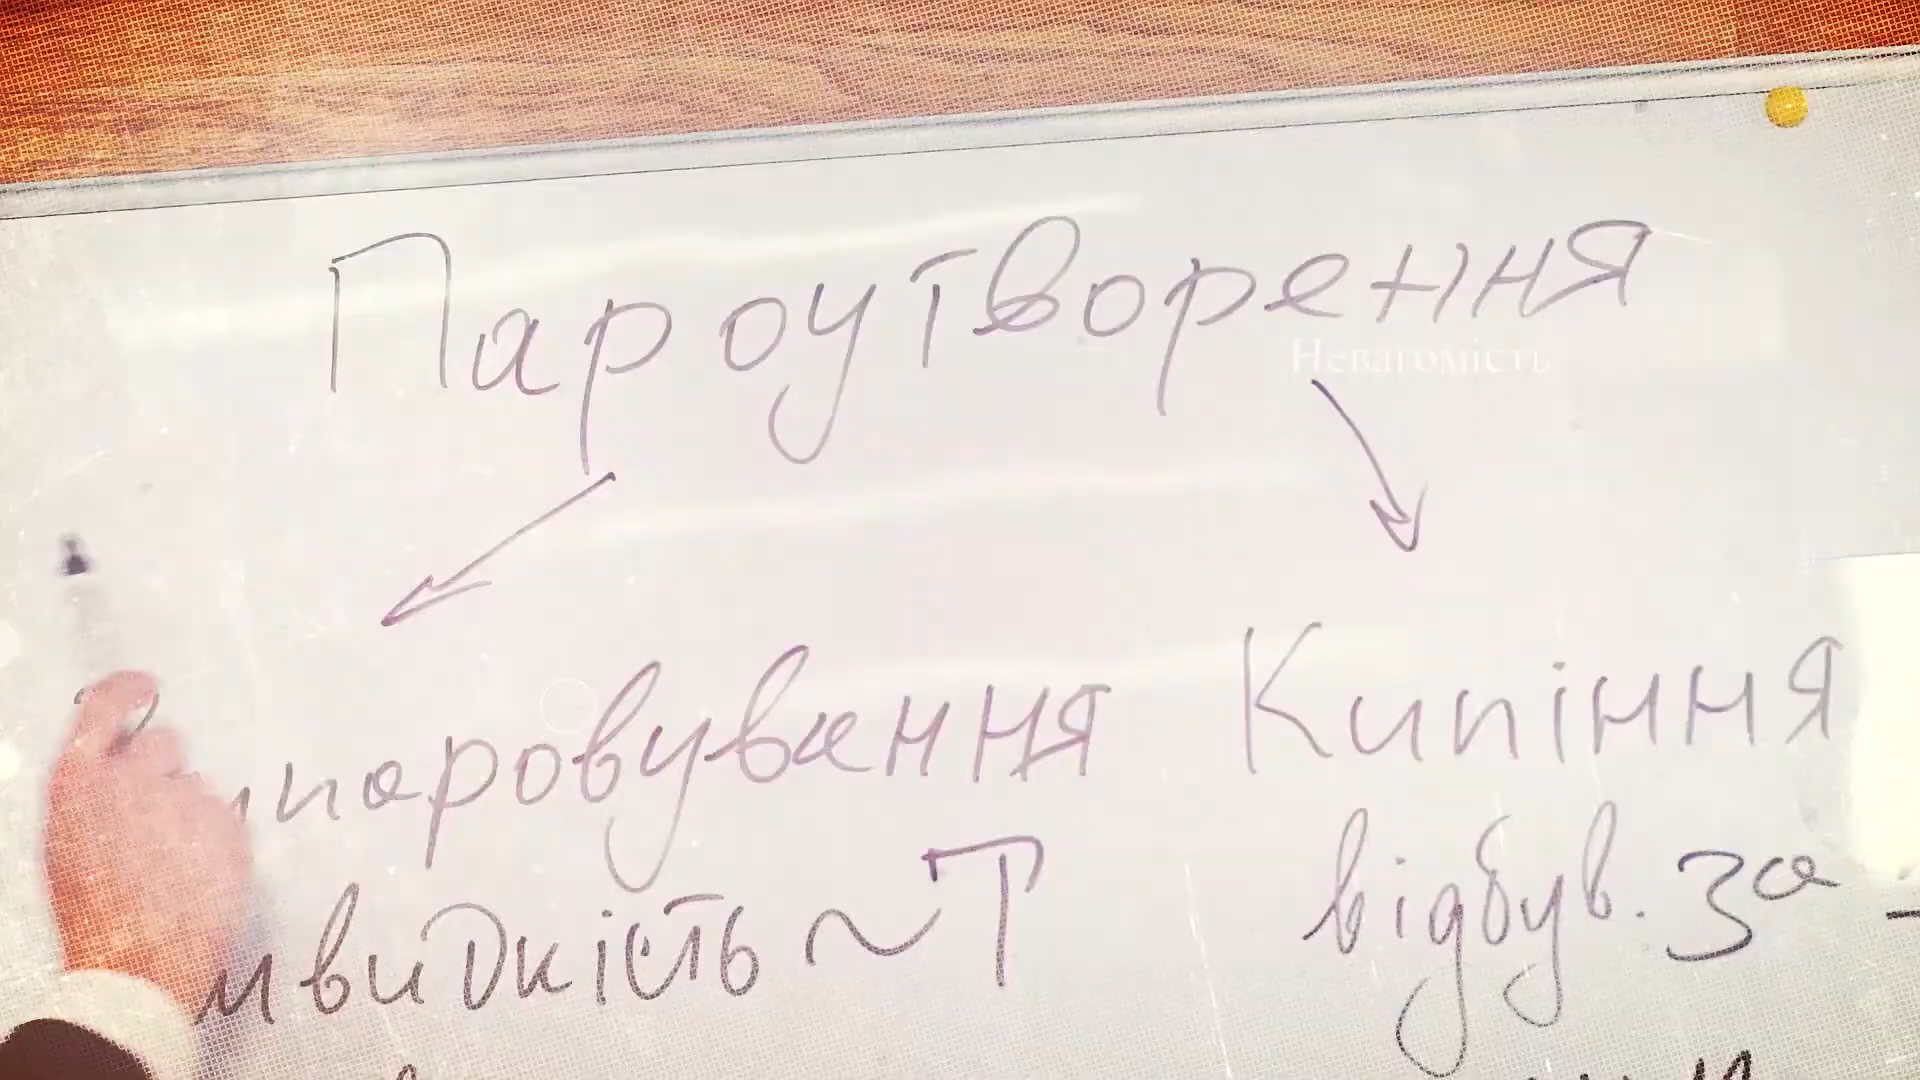 Пароутворення
Невагомість
Випаровування Кипіння
швидкість ~ T відбув. за